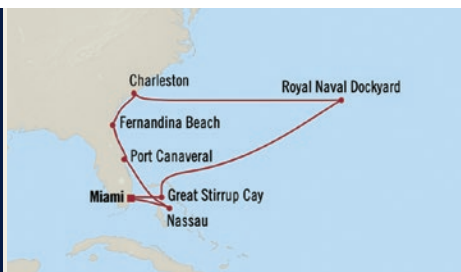 Charleston
Royal Naval Dockyard
Fernandina Beach
Port Canaveral
Miami
Great Stirrup Cay
Nassau